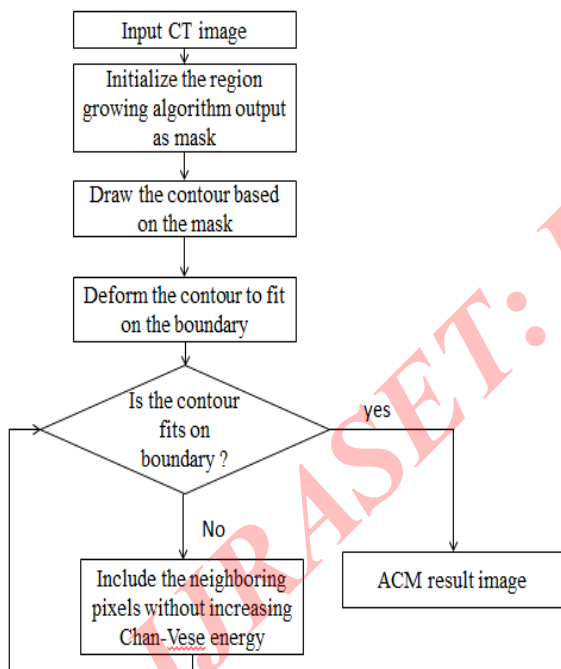 Input CT image
Initialize the region
growing algorithm output
as mask
Draw the contour based
on the mask
Deform the contour to fit
on the boundary
Is the contour
fits on
boundary ?
yes
No
Include the neighboring
pixels without increasing
Chan-Vese energy
ACM result image
IJRASET: